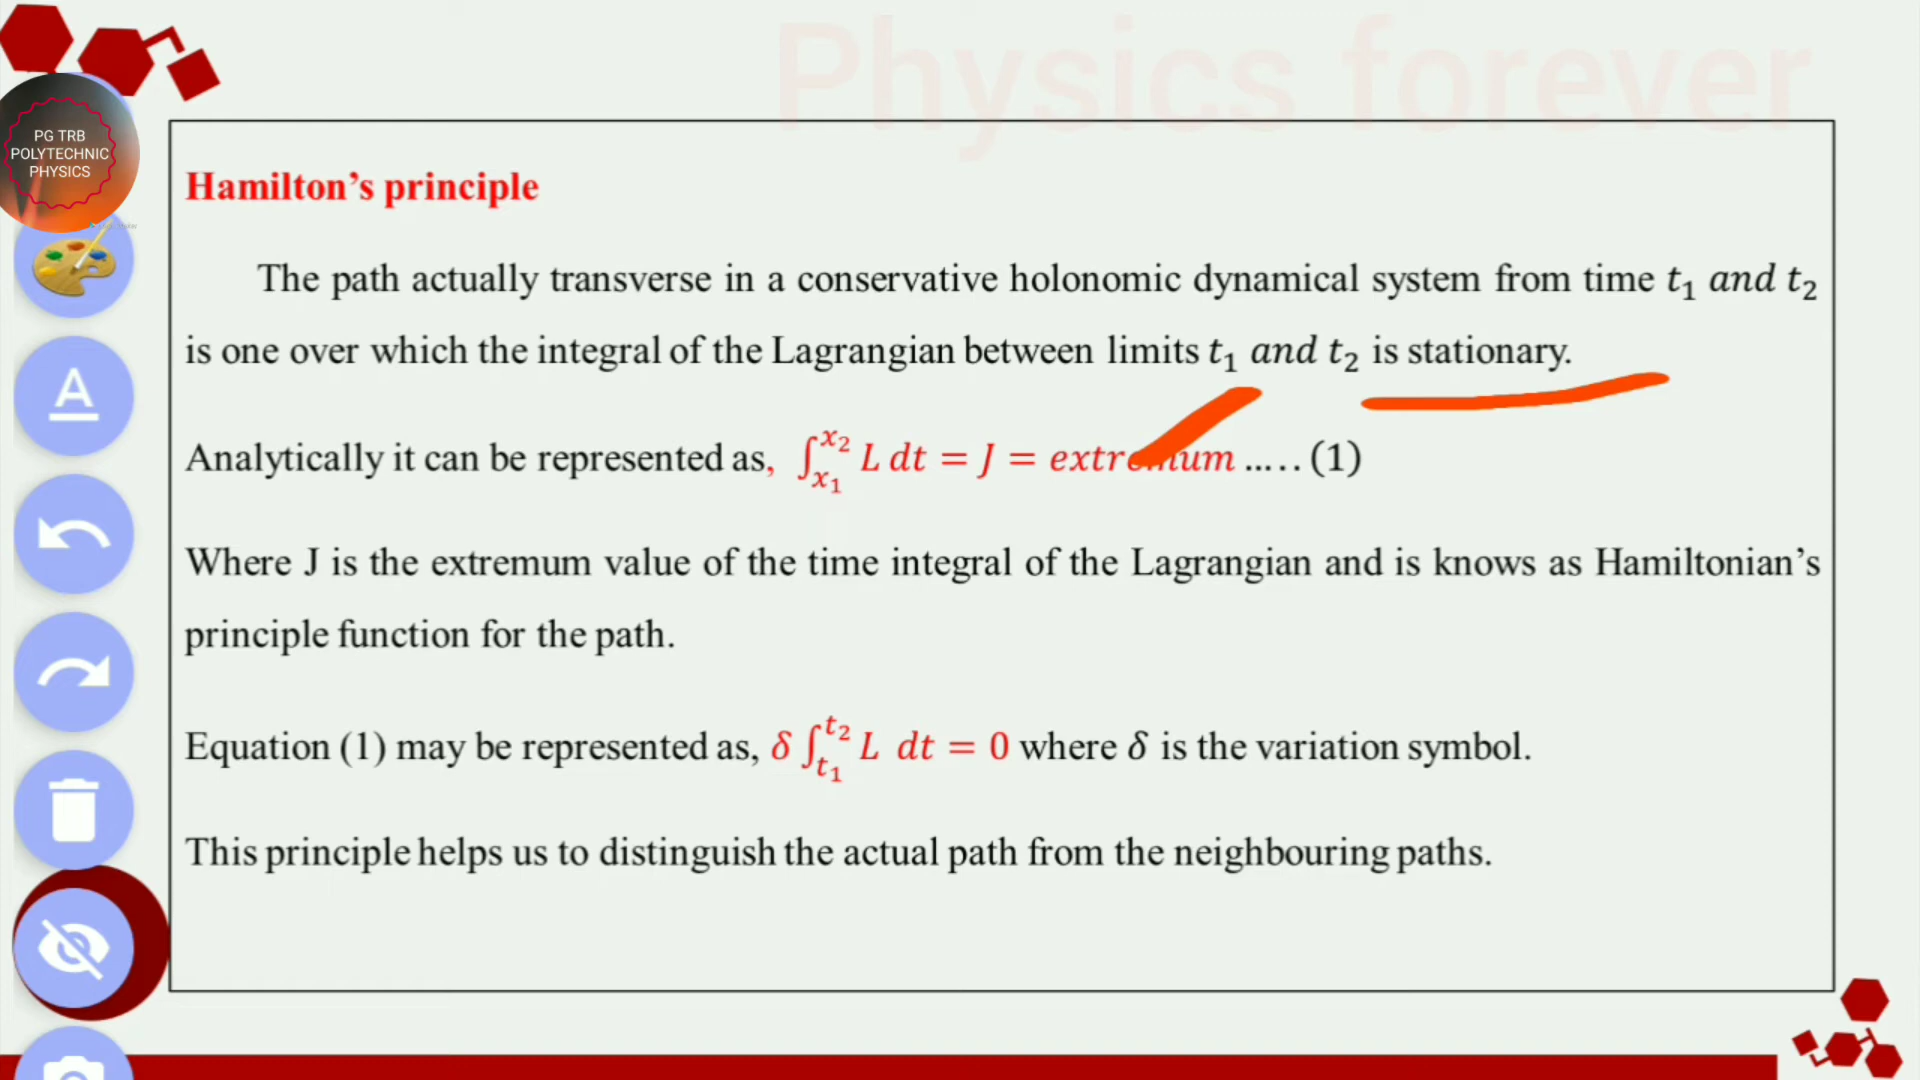 Physics forever
PG TRB
POLYTECHNIC
PHYSICS
Hamilton’s principle
The path actually transverse in a conservative holonomic dynamical system from time t₁ and t₂
is one over which the integral of the Lagrangian between limits t₁ and t₂ is stationary.
Analytically it can be represented as, ∫ₓ₁ˣ² L dt = J = extremum ..... (1)
Where J is the extremum value of the time integral of the Lagrangian and is knows as Hamiltonian’s
principle function for the path.
Equation (1) may be represented as, δ ∫_{t₁}^{t₂} L dt = 0 where δ is the variation symbol.
This principle helps us to distinguish the actual path from the neighbouring paths.
A